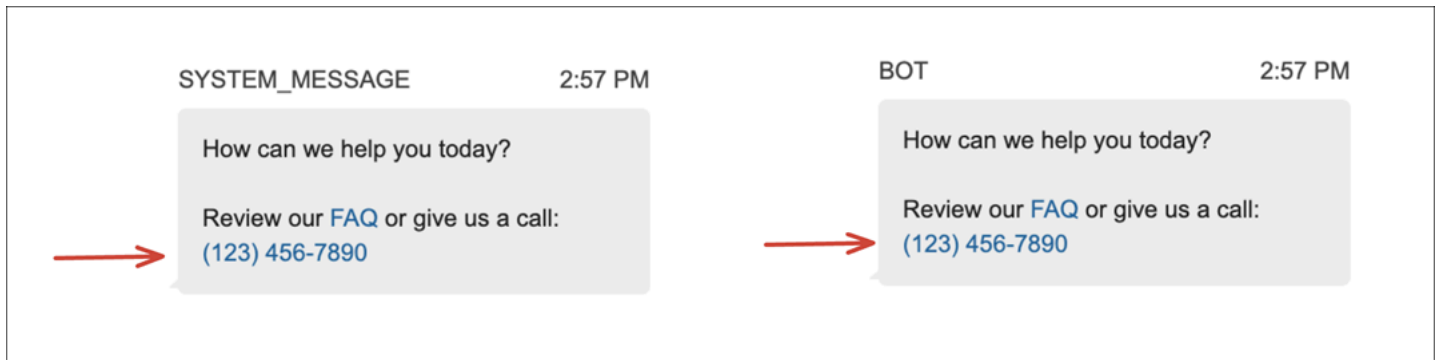 SYSTEM_MESSAGE 2:57 PM
How can we help you today?
Review our FAQ or give us a call:
(123) 456-7890
BOT 2:57 PM
How can we help you today?
Review our FAQ or give us a call:
(123) 456-7890